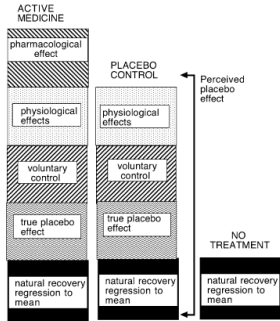 ACTIVE
MEDICINE
pharmacological
effect
physiological
effects
voluntary
control
true placebo
effect
natural recovery
regression to
mean
PLACEBO
CONTROL
physiological
effects
voluntary
control
true placebo
effect
natural recovery
regression to
mean
Perceived
placebo
effect
NO
TREATMENT
natural recovery
regression to
mean